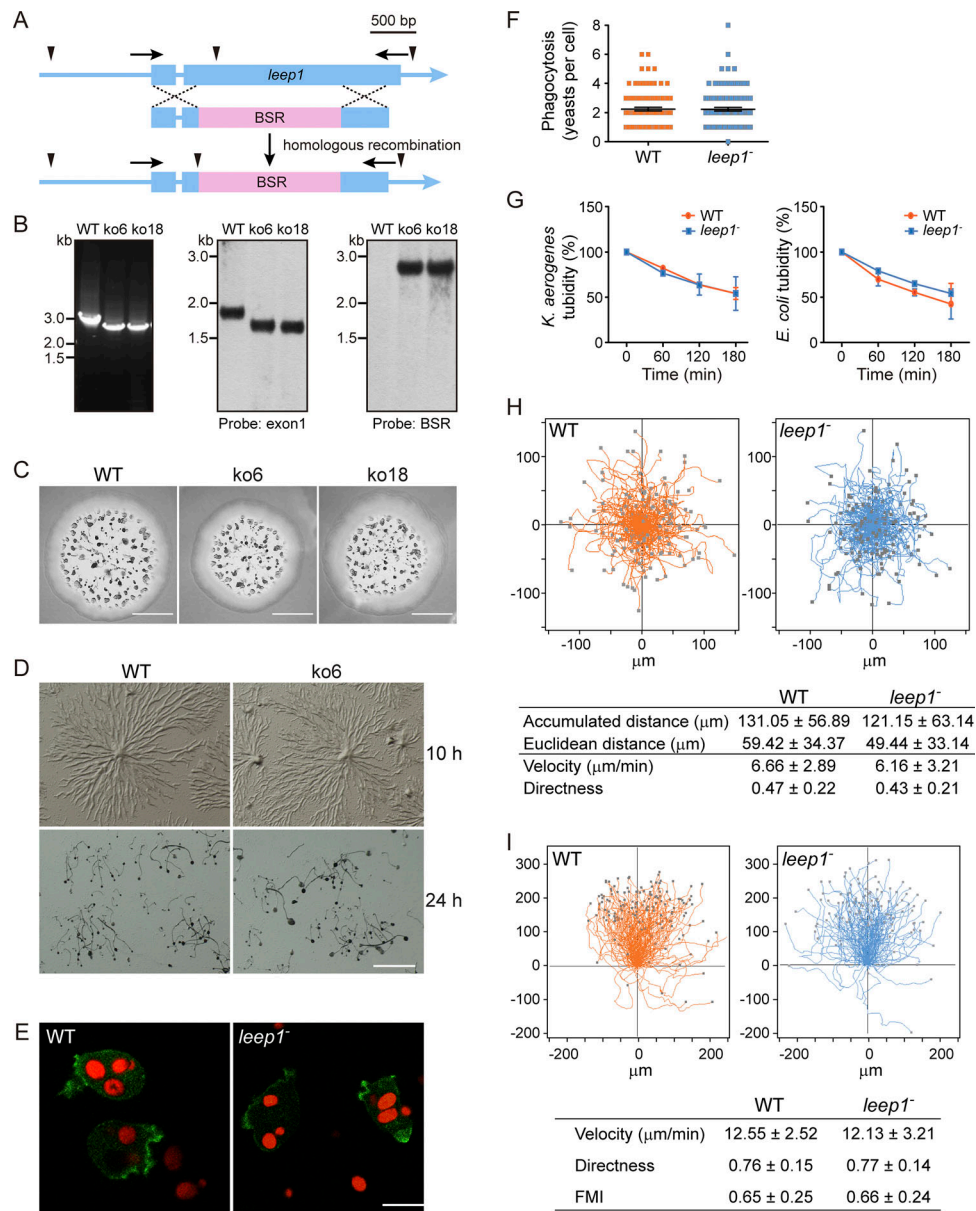 A
500 bp
leep1
BSR
homologous recombination
BSR
B
WT ko6 ko18
kb
3.0
2.0
1.5
WT ko6 ko18
kb
3.0
2.0
1.5
Probe: exon1
WT ko6 ko18
3.0
2.0
1.5
Probe: BSR
C
WT
ko6
ko18
D
WT
ko6
10 h
24 h
E
WT
leep1-
F
Phagocytosis
(yeasts per cell)
8
6
4
2
0
WT
leep1-
G
K. aerogenes
tubidity (%)
150
100
50
0
WT
leep1-
0 60 120 180
Time (min)
E. coli tubidity (%)
150
100
50
0
WT
leep1-
0 60 120 180
Time (min)
H
WT
100
0
-100
-100 0 100
μm
leep1-
100
0
-100
-100 0 100
μm
WT leep1-
Accumulated distance (μm) 131.05 ± 56.89 121.15 ± 63.14
Euclidean distance (μm) 59.42 ± 34.37 49.44 ± 33.14
Velocity (μm/min) 6.66 ± 2.89 6.16 ± 3.21
Directness 0.47 ± 0.22 0.43 ± 0.21
I
WT
300
200
100
0
-100
-200
-200 0 200
μm
leep1-
300
200
100
0
-100
-200
-200 0 200
μm
WT leep1-
Velocity (μm/min) 12.55 ± 2.52 12.13 ± 3.21
Directness 0.76 ± 0.15 0.77 ± 0.14
FMI 0.65 ± 0.25 0.66 ± 0.24